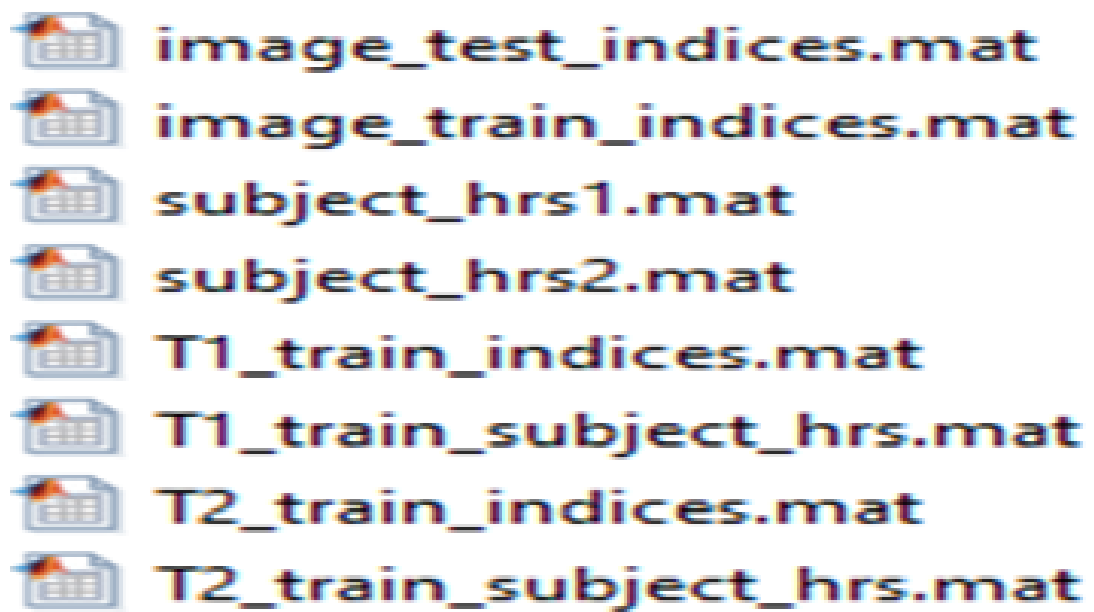 image_test_indices.mat
image_train_indices.mat
subject_hrs1.mat
subject_hrs2.mat
T1_train_indices.mat
T1_train_subject_hrs.mat
T2_train_indices.mat
T2_train_subject_hrs.mat